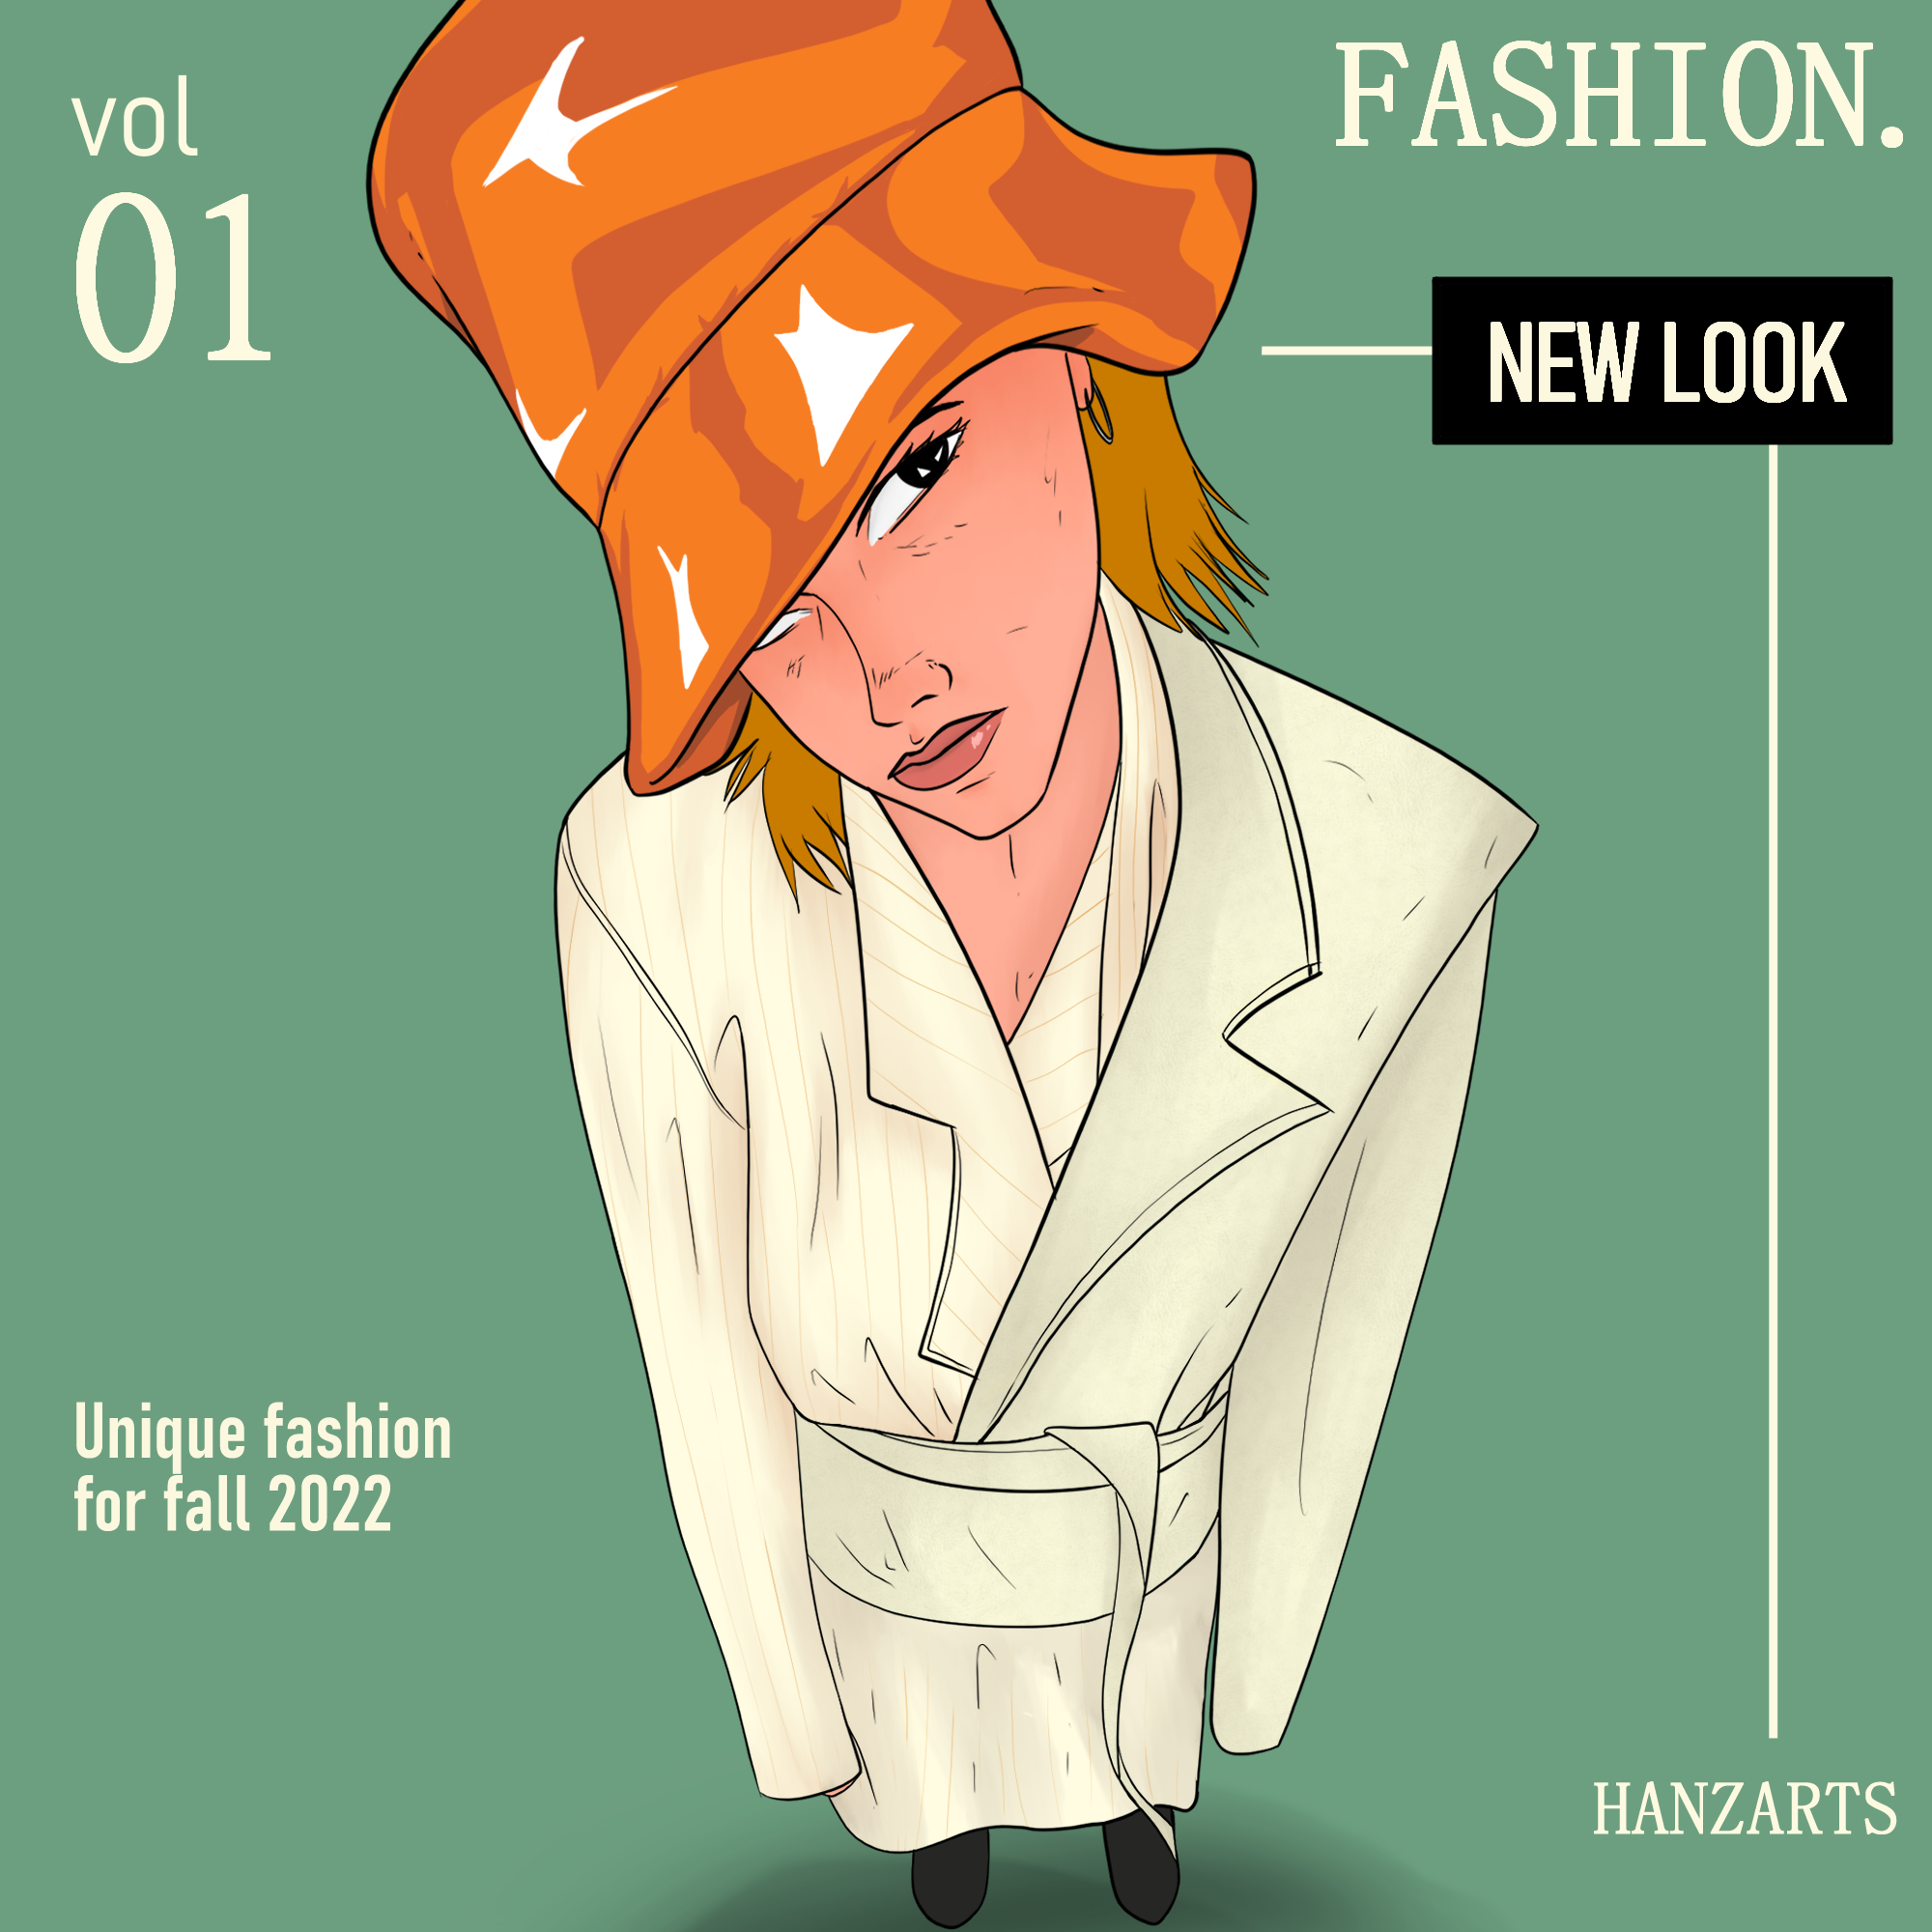 vol
01
FASHION.
NEW LOOK
Unique fashion
for fall 2022
HANZARTS